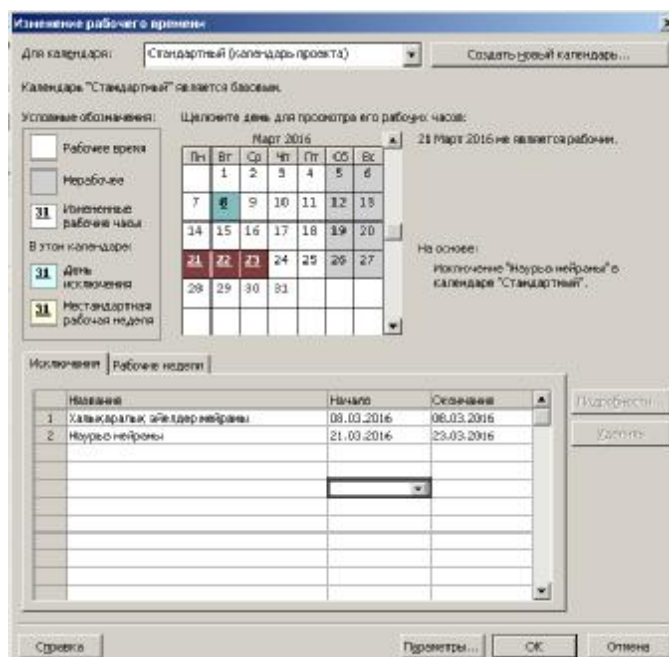 Изменение рабочего времени
Для календаря: Стандартный (календарь проекта) Создать новый календарь...
Календарь "Стандартный" является базовым.
Условные обозначения: Щелкните день для просмотра его рабочих часов:
Рабочее время
Нерабочее
31 Измененные рабочие часы
В этом календаре:
31 День исключения
31 Нестандартная рабочая неделя
Март 2016
Пн Вт Ср Чт Пт Сб Вс
1 2 3 4 5 6
7 8 9 10 11 12 13
14 15 16 17 18 19 20
21 22 23 24 25 26 27
28 29 30 31
21 Март 2016 не является рабочим.
На основе:
Исключение "Наурыз мейрамы" в
календаре "Стандартный".
Исключения Рабочие недели
Название Начало Окончание
1 Халықаралық әйелдер мейрамы 08.03.2016 08.03.2016
2 Наурыз мейрамы 21.03.2016 23.03.2016
Подробности...
Удалить
Справка Параметры... ОК Отмена